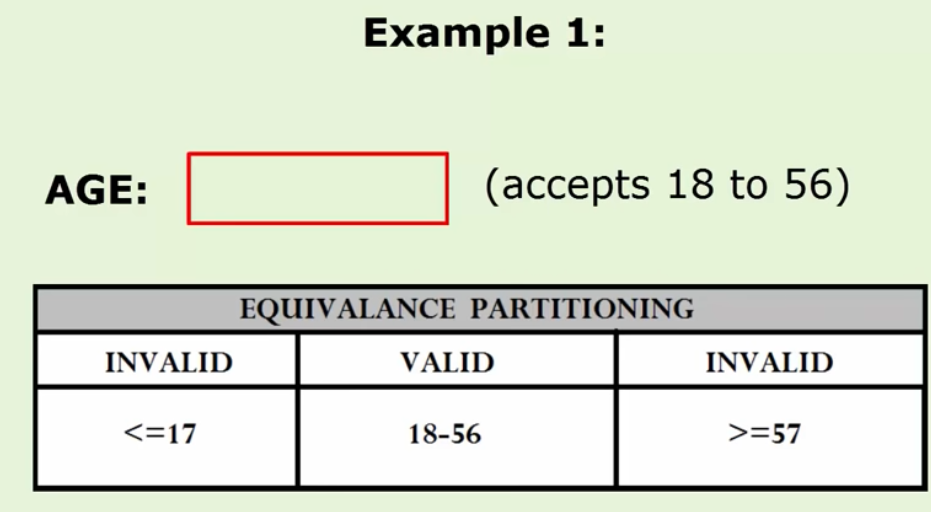 Example 1:
AGE: (accepts 18 to 56)
EQUIVALANCE PARTITIONING
INVALID VALID INVALID
<=17 18-56 >=57